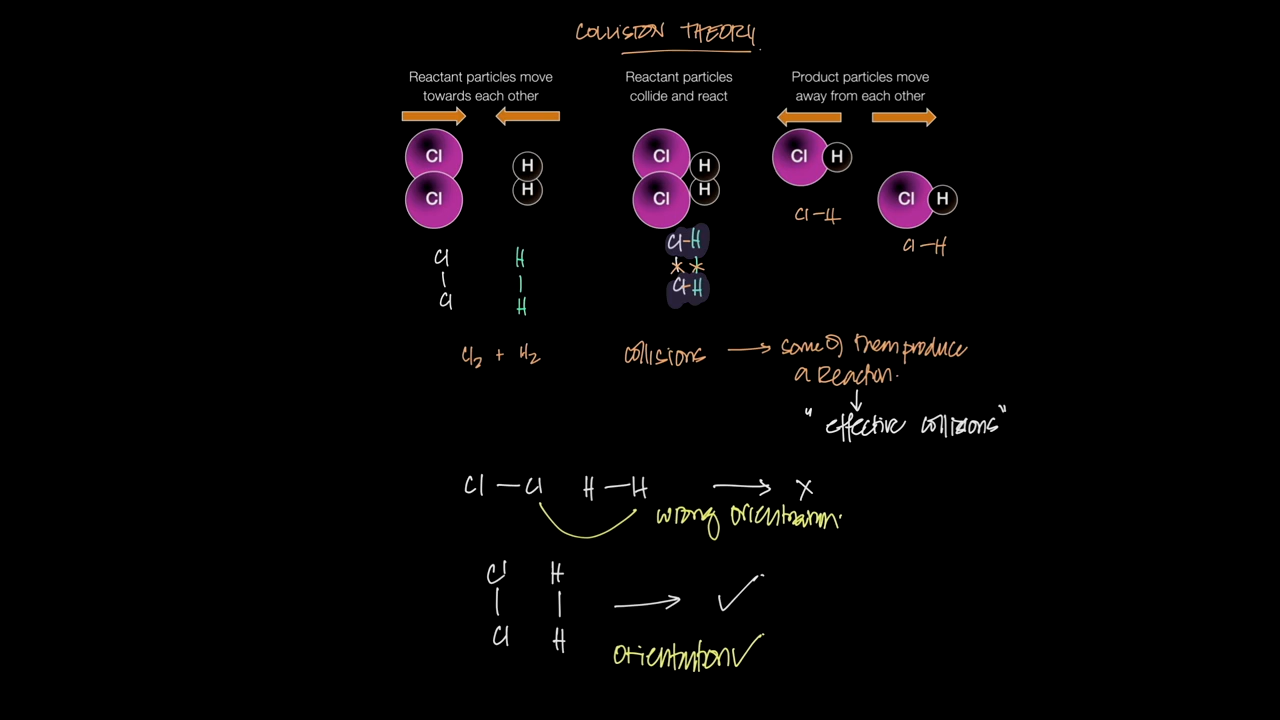 COLLISION THEORY
Reactant particles move
towards each other
Reactant particles
collide and react
Product particles move
away from each other
Cl
Cl
H
H
Cl
Cl
H
H
Cl H
Cl H
Cl-H
Cl-H
Cl
Cl
H
H
Cl-H
Cl-H
Cl2 + H2
collisions → some of them produce
a reaction.
↓
"effective collisions"
Cl — Cl H — H → X
wrong orientation.
Cl H
Cl H
→ ✓
orientation✓